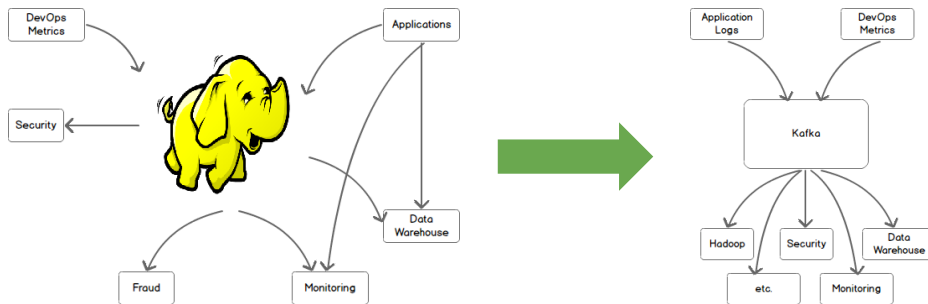 DevOps
Metrics
Applications
Security
Data
Warehouse
Fraud
Monitoring
Application
Logs
DevOps
Metrics
Kafka
Hadoop
Security
Data
Warehouse
etc.
Monitoring